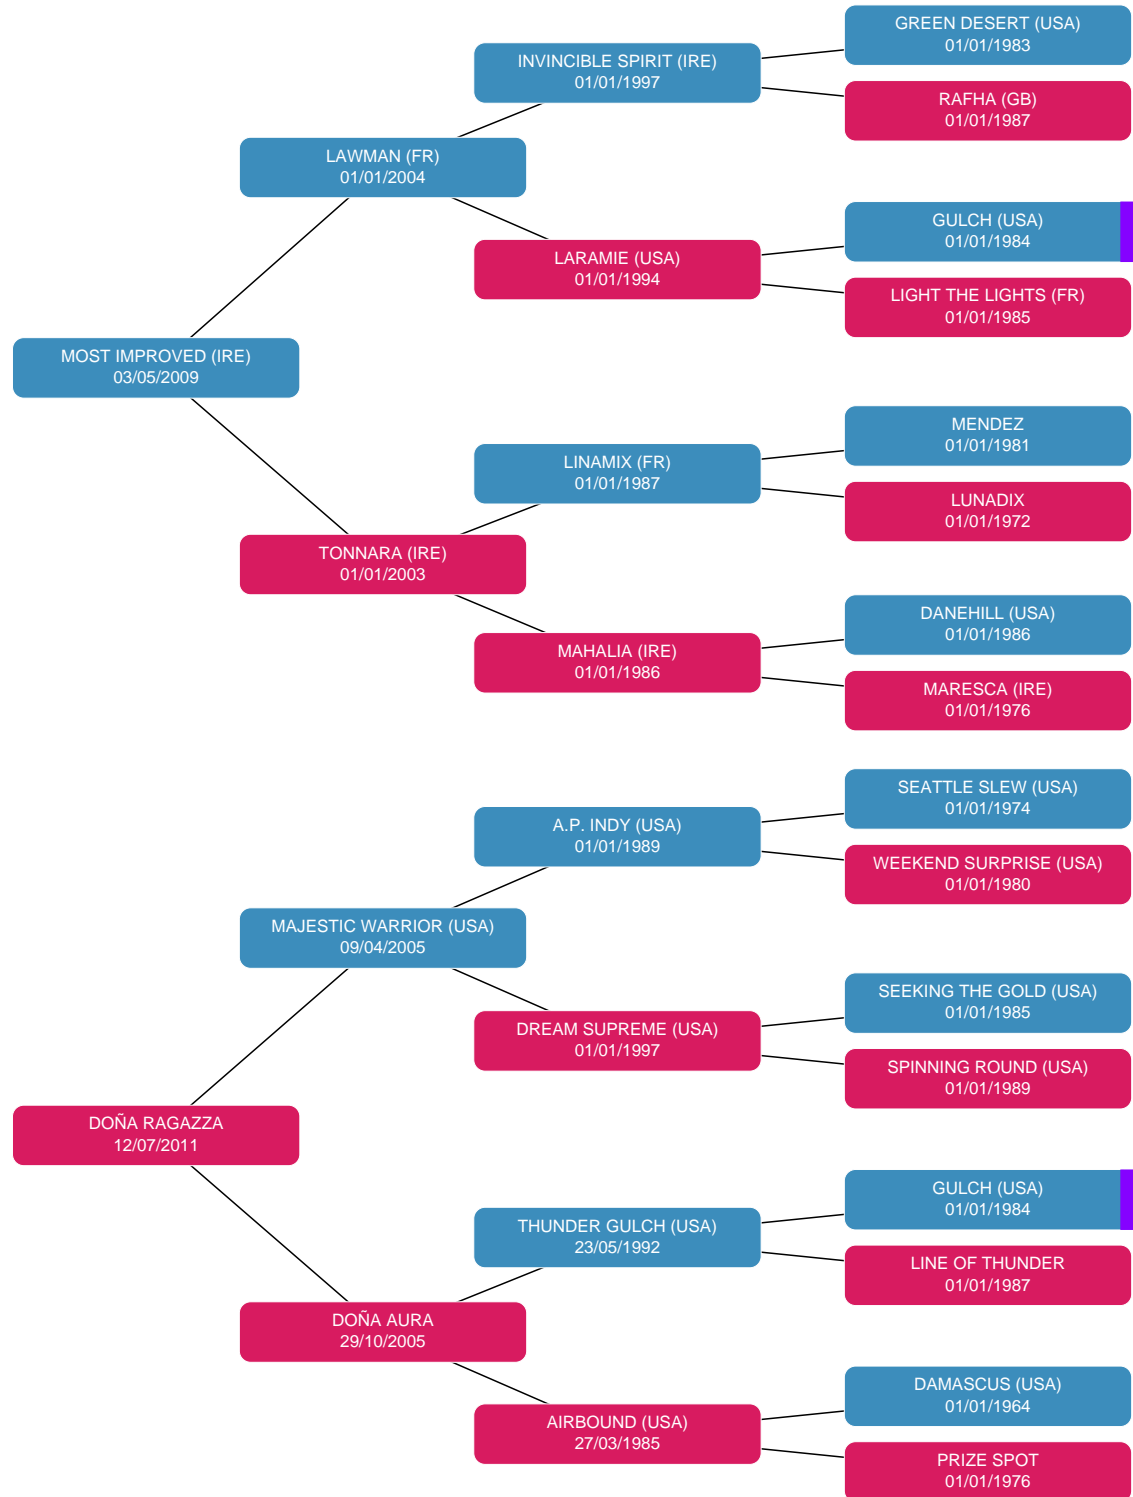 GREEN DESERT (USA)
01/01/1983
INVINCIBLE SPIRIT (IRE)
01/01/1997
RAFHA (GB)
01/01/1987
LAWMAN (FR)
01/01/2004
GULCH (USA)
01/01/1984
LARAMIE (USA)
01/01/1994
LIGHT THE LIGHTS (FR)
01/01/1985
MOST IMPROVED (IRE)
03/05/2009
MENDEZ
01/01/1981
LINAMIX (FR)
01/01/1987
LUNADIX
01/01/1972
TONNARA (IRE)
01/01/2003
DANEHILL (USA)
01/01/1986
MAHALIA (IRE)
01/01/1986
MARESCA (IRE)
01/01/1976
SEATTLE SLEW (USA)
01/01/1974
A.P. INDY (USA)
01/01/1989
WEEKEND SURPRISE (USA)
01/01/1980
MAJESTIC WARRIOR (USA)
09/04/2005
SEEKING THE GOLD (USA)
01/01/1985
DREAM SUPREME (USA)
01/01/1997
SPINNING ROUND (USA)
01/01/1989
DOÑA RAGAZZA
12/07/2011
GULCH (USA)
01/01/1984
THUNDER GULCH (USA)
23/05/1992
LINE OF THUNDER
01/01/1987
DOÑA AURA
29/10/2005
DAMASCUS (USA)
01/01/1964
AIRBOUND (USA)
27/03/1985
PRIZE SPOT
01/01/1976